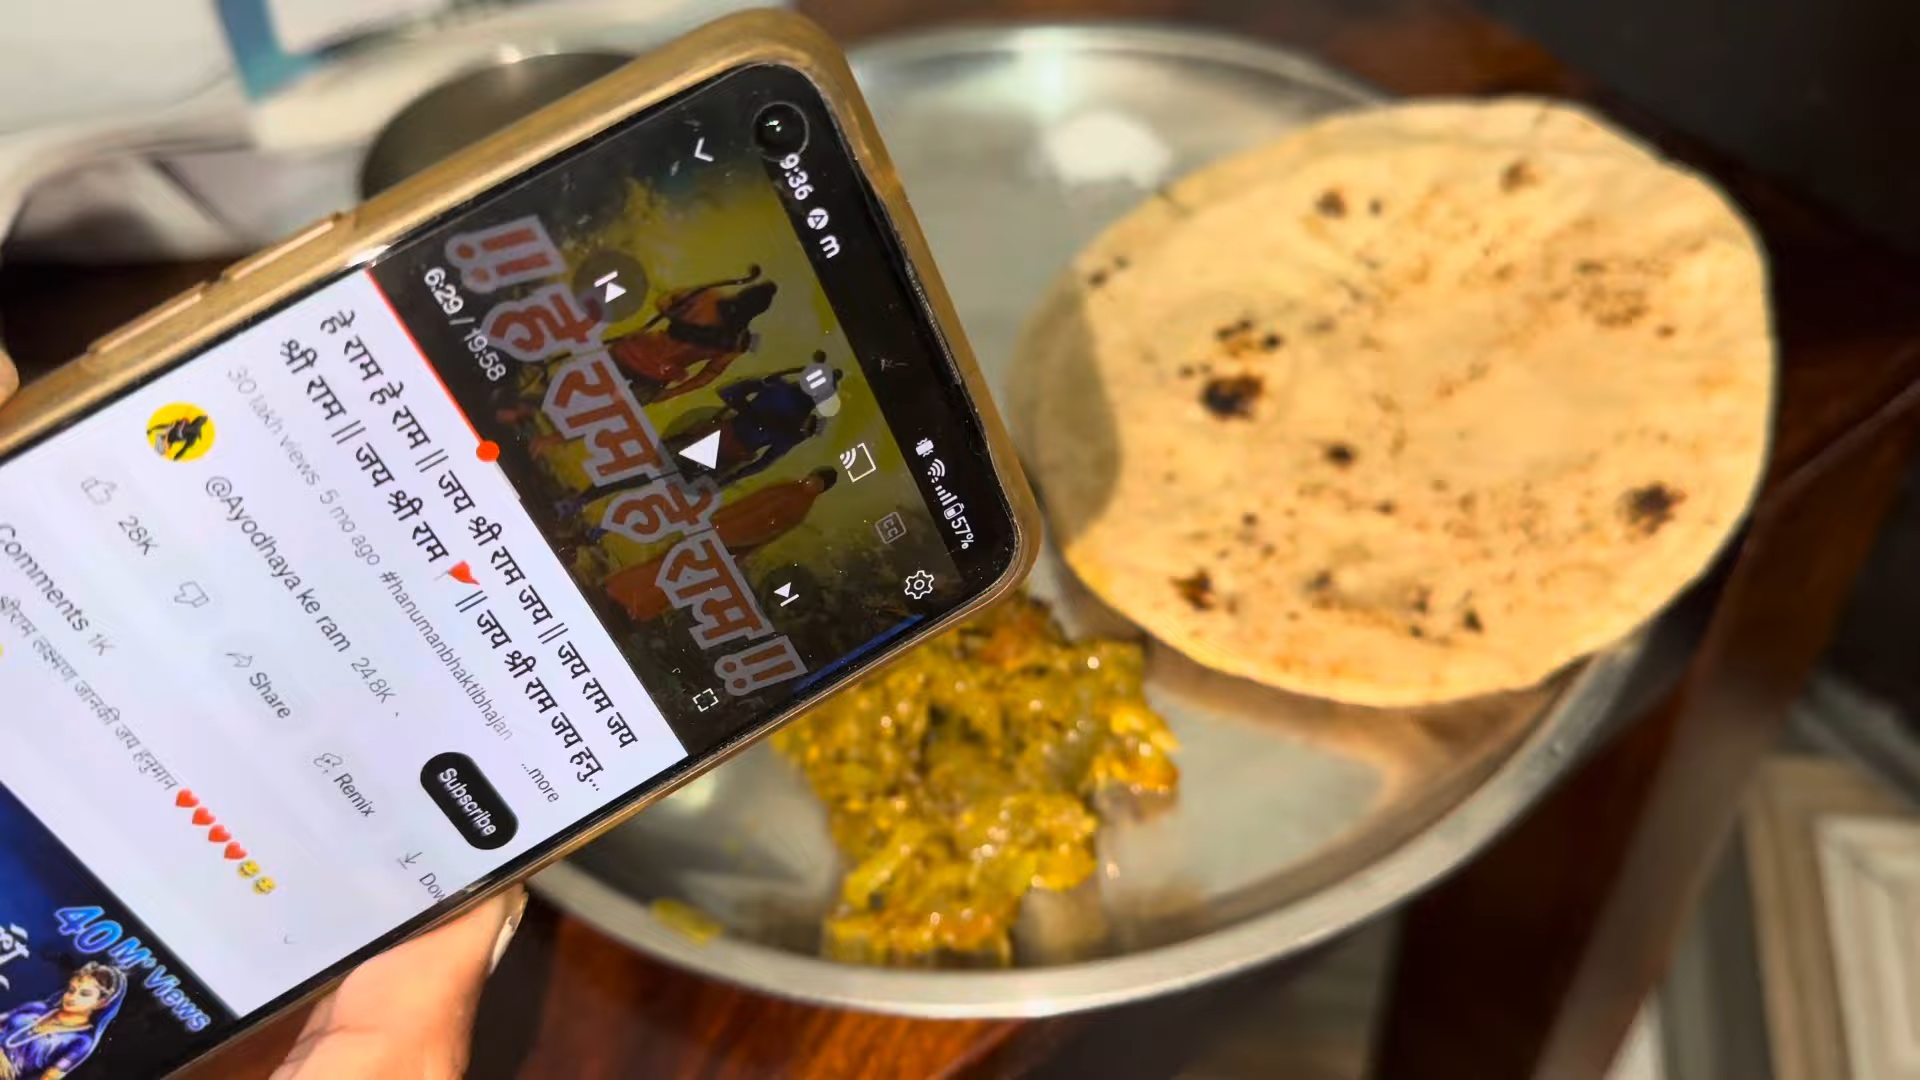 9:36
57%
!! हे राम हे राम !!
6:29 / 19:58
हे राम हे राम || जय श्री राम जय || जय राम जय
श्री राम || जय श्री राम 🚩 || जय श्री राम जय हनु...
30 lakh views 5 mo ago #hanumanbhaktibhajan ...more
@Ayodhaya ke ram 24.8K
Subscribe
28K
Share
Remix
Dow
Comments 1K
श्रीराम लक्ष्मण जानकी जय हनुमान ❤️❤️❤️❤️😊😊
40 M+ Views